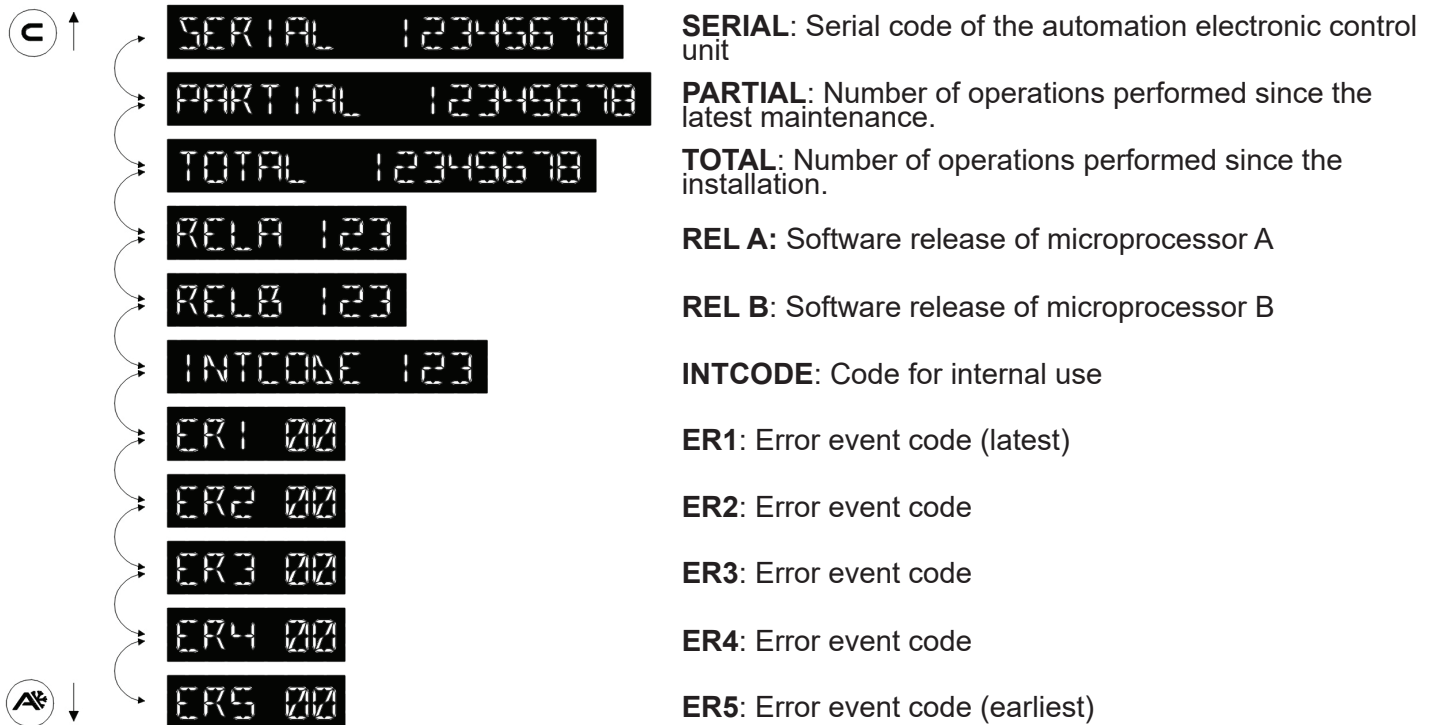 C
SERIAL 12345678
SERIAL: Serial code of the automation electronic control
unit
PARTIAL 12345678
PARTIAL: Number of operations performed since the
latest maintenance.
TOTAL 12345678
TOTAL: Number of operations performed since the
installation.
RELA 123
REL A: Software release of microprocessor A
RELB 123
REL B: Software release of microprocessor B
INTCODE 123
INTCODE: Code for internal use
ER1 00
ER1: Error event code (latest)
ER2 00
ER2: Error event code
ER3 00
ER3: Error event code
ER4 00
ER4: Error event code
A
ER5 00
ER5: Error event code (earliest)